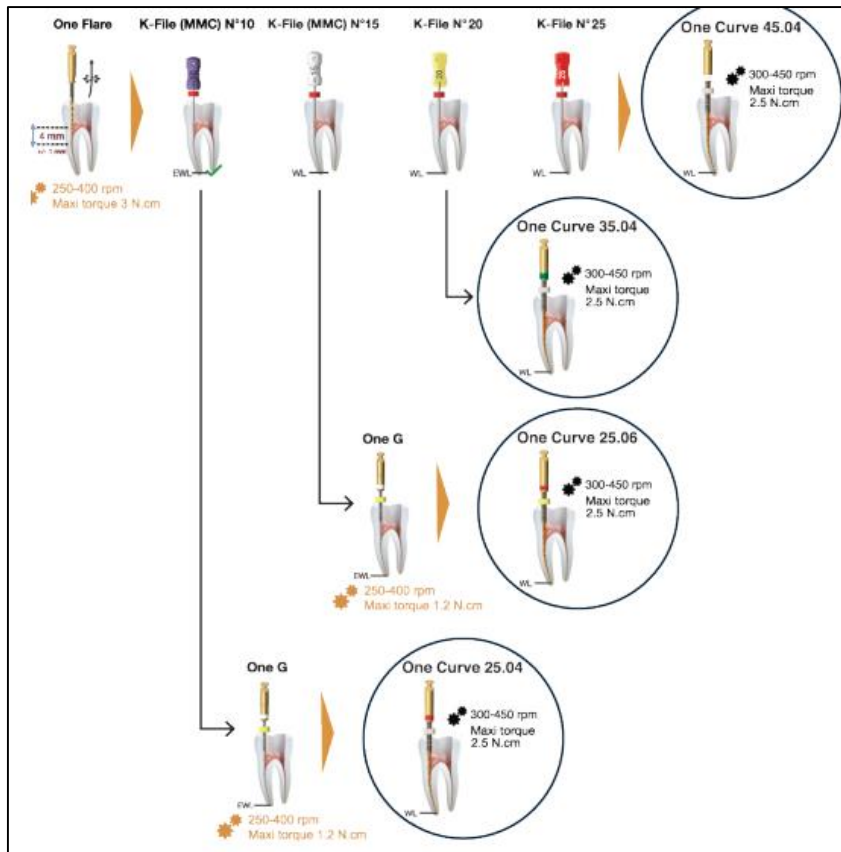 One Flare
K-File (MMC) N°10
K-File (MMC) N°15
K-File N°20
K-File N°25
One Curve 45.04
300-450 rpm
Maxi torque
2.5 N.cm
4 mm
EWL
WL
WL
WL
WL
250-400 rpm
Maxi torque 3 N.cm
20
25
One Curve 35.04
300-450 rpm
Maxi torque
2.5 N.cm
WL
One G
One Curve 25.06
300-450 rpm
Maxi torque
2.5 N.cm
EWL
WL
250-400 rpm
Maxi torque 1.2 N.cm
One G
One Curve 25.04
300-450 rpm
Maxi torque
2.5 N.cm
EWL
WL
250-400 rpm
Maxi torque 1.2 N.cm